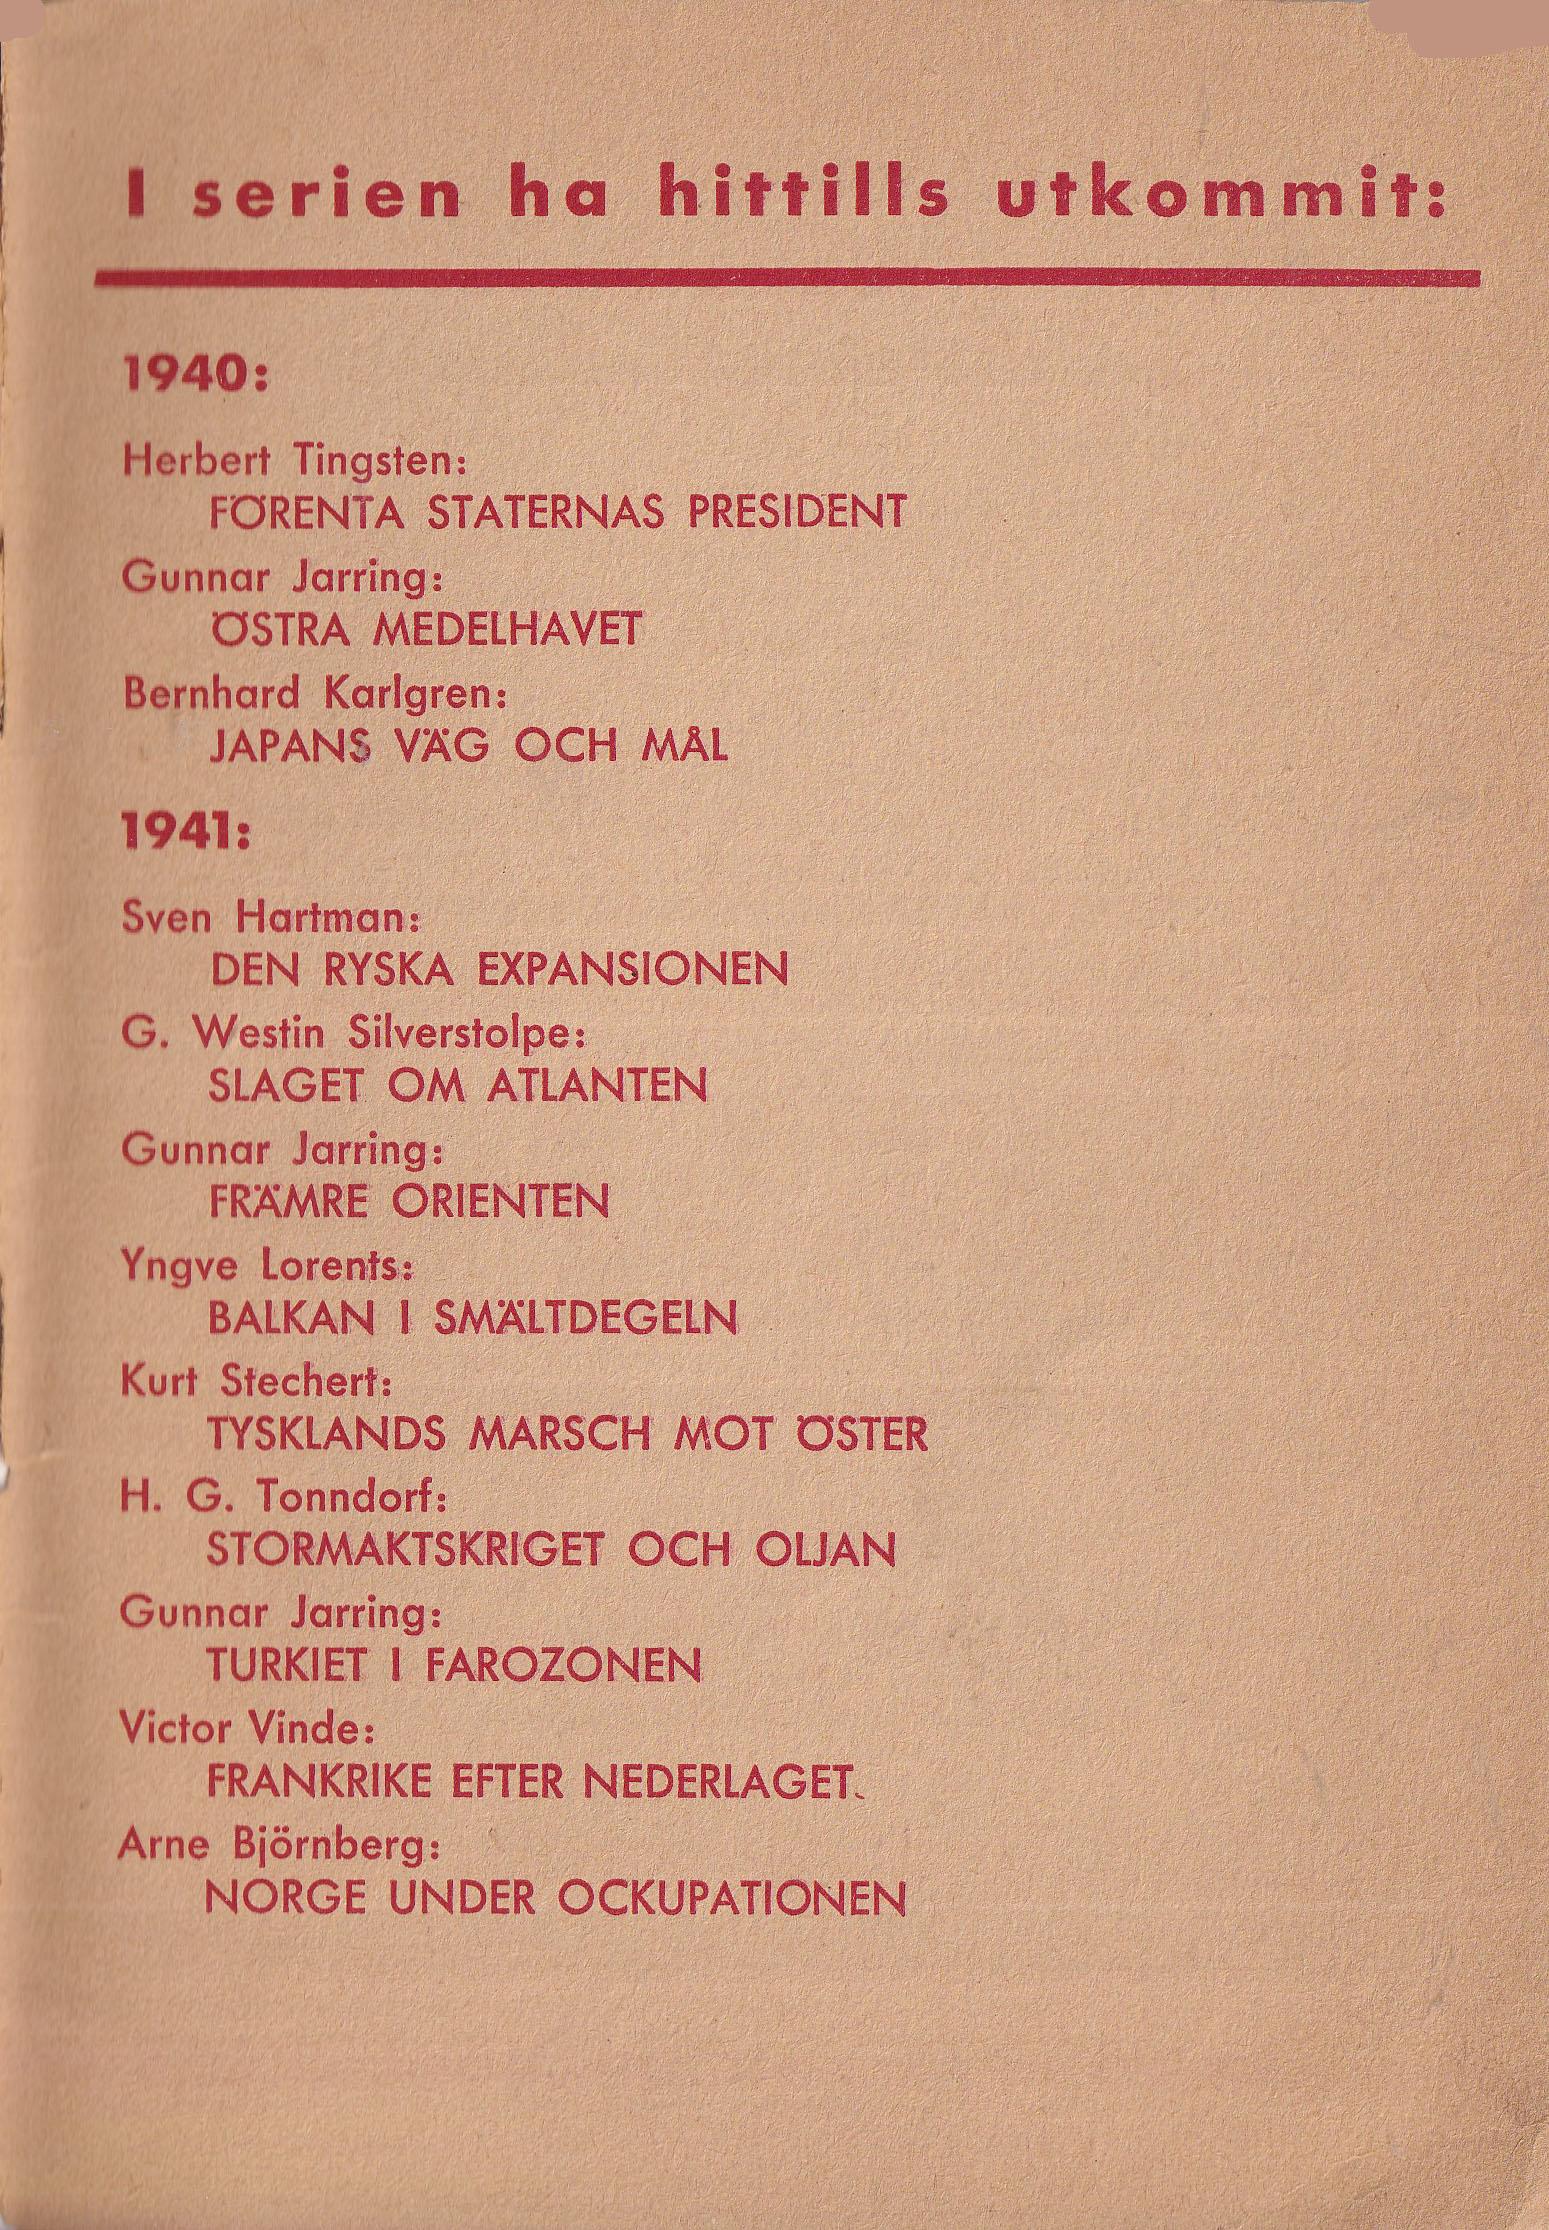 I serien ha hittills utkommit:
1940:
Herbert Tingsten:
FÖRENTA STATERNAS PRESIDENT
Gunnar Jarring:
ÖSTRA MEDELHAVET
Bernhard Karlgren:
JAPANS VÄG OCH MÅL
1941:
Sven Hartman:
DEN RYSKA EXPANSIONEN
G. Westin Silverstolpe:
SLAGET OM ATLANTEN
Gunnar Jarring:
FRÄMRE ORIENTEN
Yngve Lorents:
BALKAN I SMÄLTDEGELN
Kurt Stechert:
TYSKLANDS MARSCH MOT ÖSTER
H. G. Tonndorf:
STORMAKTSKRIGET OCH OLJAN
Gunnar Jarring:
TURKIET I FAROZONEN
Victor Vinde:
FRANKRIKE EFTER NEDERLAGET.
Arne Björnberg:
NORGE UNDER OCKUPATIONEN